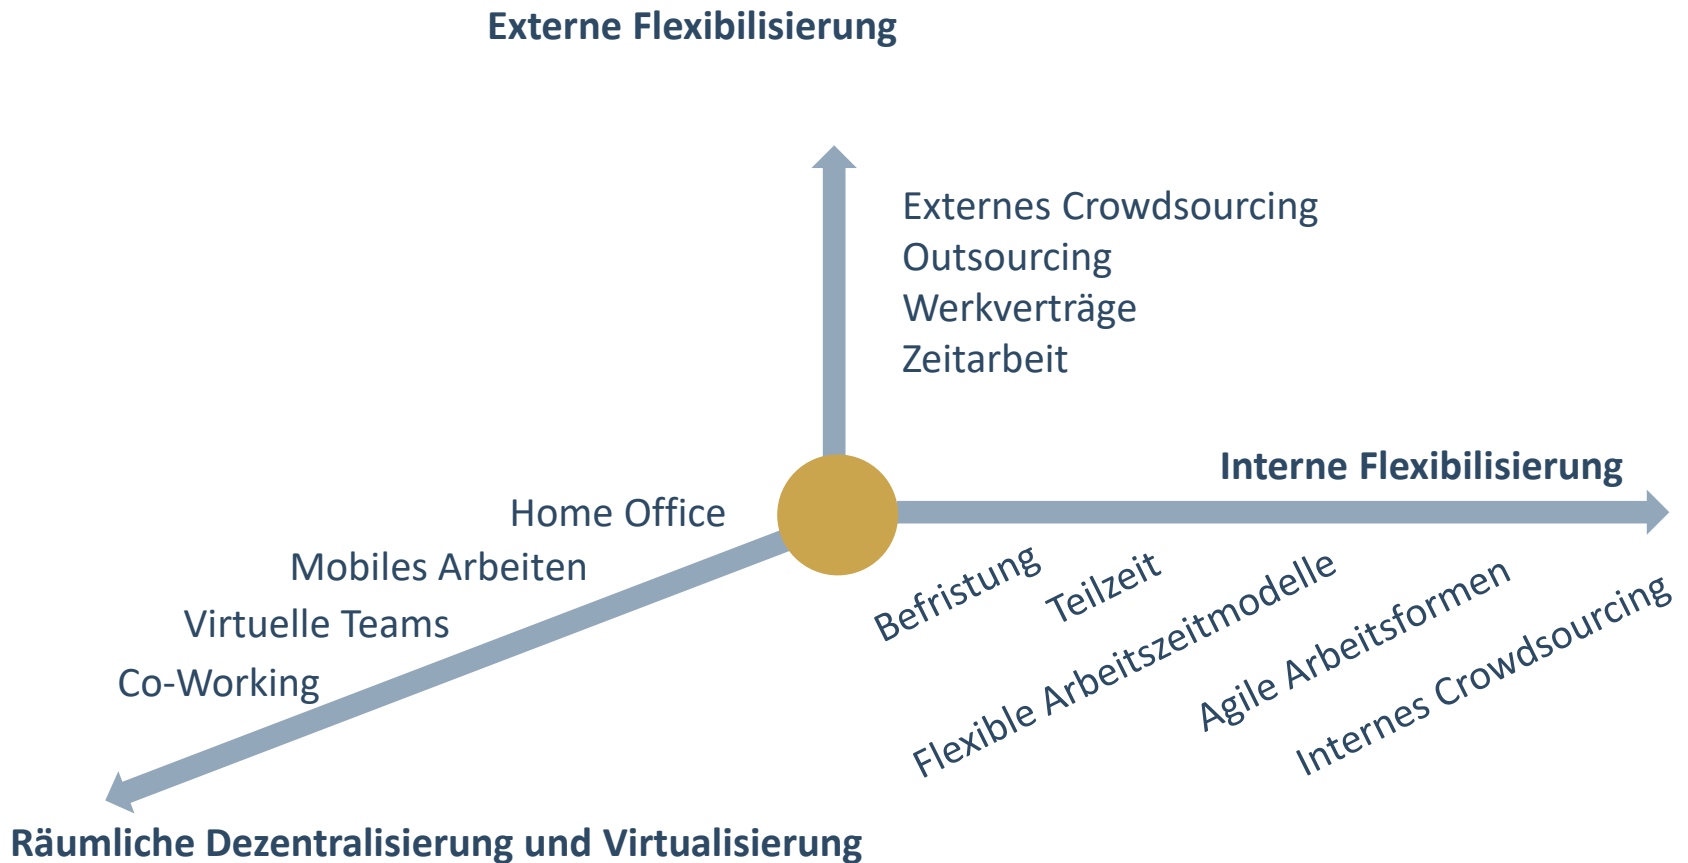 Externe Flexibilisierung
Externes Crowdsourcing
Outsourcing
Werkverträge
Zeitarbeit
Interne Flexibilisierung
Home Office
Mobiles Arbeiten
Virtuelle Teams
Co-Working
Befristung
Teilzeit
Flexible Arbeitszeitmodelle
Agile Arbeitsformen
Internes Crowdsourcing
Räumliche Dezentralisierung und Virtualisierung